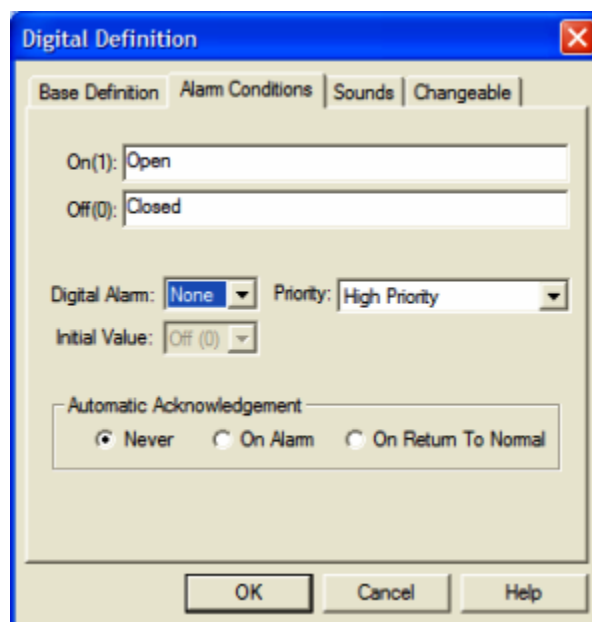 Digital Definition
Base Definition Alarm Conditions Sounds Changeable
On(1): Open
Off(0): Closed
Digital Alarm: None Priority: High Priority
Initial Value: Off (0)
Automatic Acknowledgement
Never On Alarm On Return To Normal
OK Cancel Help